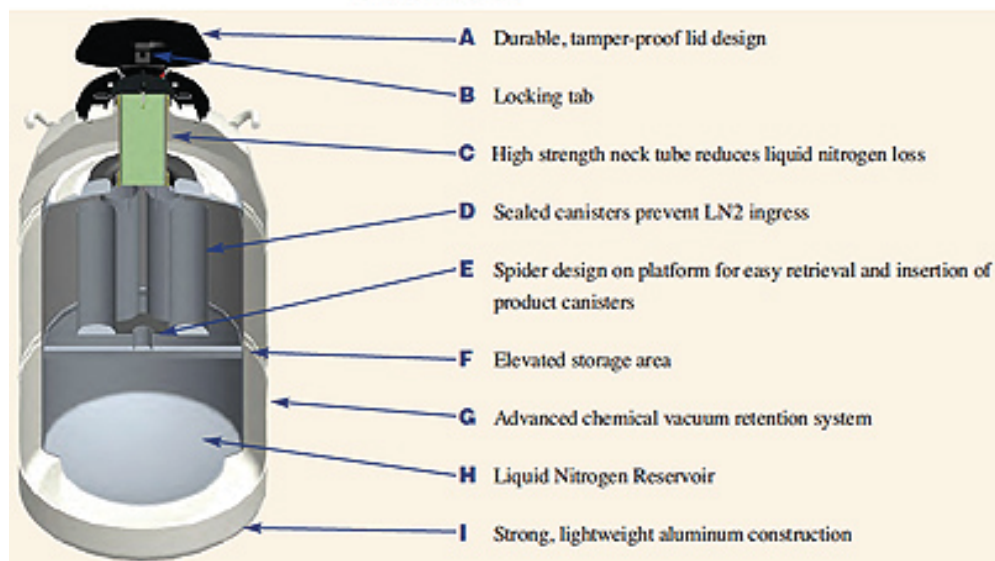 A Durable, tamper-proof lid design
B Locking tab
C High strength neck tube reduces liquid nitrogen loss
D Sealed canisters prevent LN2 ingress
E Spider design on platform for easy retrieval and insertion of
product canisters
F Elevated storage area
G Advanced chemical vacuum retention system
H Liquid Nitrogen Reservoir
I Strong, lightweight aluminum construction